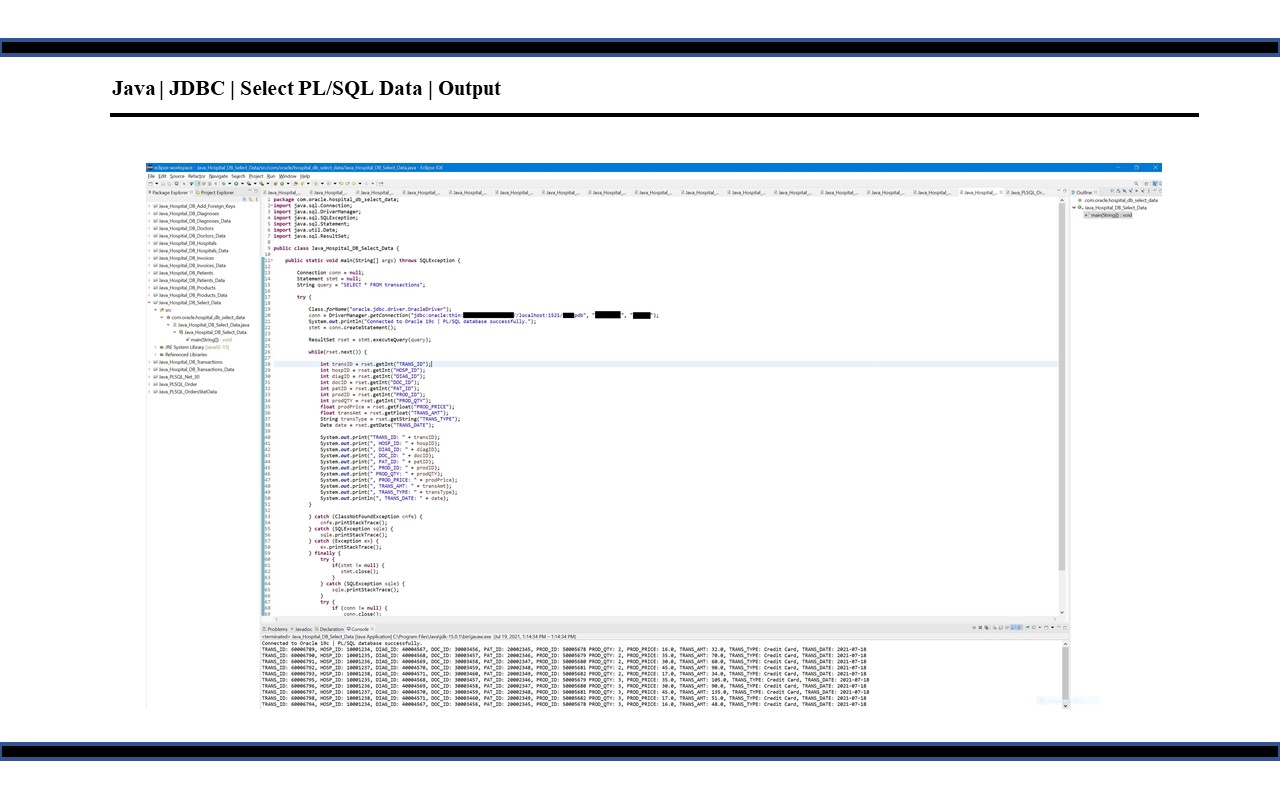 Java | JDBC | Select PL/SQL Data | Output
eclipse-workspace - Java_Hospital_DB_Select_Data/src/com/oracle/hospital_db_select_data/Java_Hospital_DB_Select_Data.java - Eclipse IDE
File Edit Source Refactor Navigate Search Project Run Window Help
Package Explorer Project Explorer
Java_Hospital_DB_Add_Foreign_Keys
Java_Hospital_DB_Diagnoses
Java_Hospital_DB_Diagnoses_Data
Java_Hospital_DB_Doctors
Java_Hospital_DB_Doctors_Data
Java_Hospital_DB_Hospitals
Java_Hospital_DB_Hospitals_Data
Java_Hospital_DB_Invoices
Java_Hospital_DB_Invoices_Data
Java_Hospital_DB_Patients
Java_Hospital_DB_Patients_Data
Java_Hospital_DB_Products
Java_Hospital_DB_Products_Data
Java_Hospital_DB_Select_Data
src
com.oracle.hospital_db_select_data
Java_Hospital_DB_Select_Data.java
Java_Hospital_DB_Select_Data
main(String[]) : void
JRE System Library [JavaSE-15]
Referenced Libraries
Java_Hospital_DB_Transactions
Java_Hospital_DB_Transactions_Data
Java_PLSQL_Net_3D
Java_PLSQL_Order
Java_PLSQL_OrdersStatData
Java_Hospital_... Java_Hospital_... Java_Hospital_... Java_Hospital_... Java_Hospital_... Java_Hospital_... Java_Hospital_... Java_Hospital_... Java_Hospital_... Java_Hospital_... Java_Hospital_... Java_Hospital_... Java_Hospital_... Java_Hospital_... Java_Hospital_... Java_Hospital_... Java_PLSQL_Or...
package com.oracle.hospital_db_select_data;
import java.sql.Connection;
import java.sql.DriverManager;
import java.sql.SQLException;
import java.sql.Statement;
import java.util.Date;
import java.sql.ResultSet;
public class Java_Hospital_DB_Select_Data {
public static void main(String[] args) throws SQLException {
Connection conn = null;
Statement stmt = null;
String query = "SELECT * FROM transactions";
try {
Class.forName("oracle.jdbc.driver.OracleDriver");
conn = DriverManager.getConnection("jdbc:oracle:thin: //localhost:1521/ pdb", " ", " ");
System.out.println("Connected to Oracle 19c | PL/SQL database successfully.");
stmt = conn.createStatement();
ResultSet rset = stmt.executeQuery(query);
while(rset.next()) {
int transID = rset.getInt("TRANS_ID");
int hospID = rset.getInt("HOSP_ID");
int diagID = rset.getInt("DIAG_ID");
int docID = rset.getInt("DOC_ID");
int patID = rset.getInt("PAT_ID");
int prodID = rset.getInt("PROD_ID");
int prodQTY = rset.getInt("PROD_QTY");
float prodPrice = rset.getFloat("PROD_PRICE");
float transAmt = rset.getFloat("TRANS_AMT");
String transType = rset.getString("TRANS_TYPE");
Date date = rset.getDate("TRANS_DATE");
System.out.print("TRANS_ID: " + transID);
System.out.print(", HOSP_ID: " + hospID);
System.out.print(", DIAG_ID: " + diagID);
System.out.print(", DOC_ID: " + docID);
System.out.print(", PAT_ID: " + patID);
System.out.print(", PROD_ID: " + prodID);
System.out.print(" PROD_QTY: " + prodQTY);
System.out.print(", PROD_PRICE: " + prodPrice);
System.out.print(", TRANS_AMT: " + transAmt);
System.out.print(", TRANS_TYPE: " + transType);
System.out.println(", TRANS_DATE: " + date);
}
} catch (ClassNotFoundException cnfe) {
cnfe.printStackTrace();
} catch (SQLException sqle) {
sqle.printStackTrace();
} catch (Exception ex) {
ex.printStackTrace();
} finally {
try {
if(stmt != null) {
stmt.close();
}
} catch (SQLException sqle) {
sqle.printStackTrace();
}
try {
if (conn != null) {
conn.close();
Outline
com.oracle.hospital_db_select_data
Java_Hospital_DB_Select_Data
main(String[]) : void
Problems Javadoc Declaration Console
<terminated> Java_Hospital_DB_Select_Data [Java Application] C:\Program Files\Java\jdk-15.0.1\bin\javaw.exe (Jul 19, 2021, 1:14:34 PM – 1:14:34 PM)
Connected to Oracle 19c | PL/SQL database successfully.
TRANS_ID: 60006789, HOSP_ID: 10001234, DIAG_ID: 40004567, DOC_ID: 30003456, PAT_ID: 20002345, PROD_ID: 50005678 PROD_QTY: 2, PROD_PRICE: 16.0, TRANS_AMT: 32.0, TRANS_TYPE: Credit Card, TRANS_DATE: 2021-07-18
TRANS_ID: 60006790, HOSP_ID: 10001235, DIAG_ID: 40004568, DOC_ID: 30003457, PAT_ID: 20002346, PROD_ID: 50005679 PROD_QTY: 2, PROD_PRICE: 35.0, TRANS_AMT: 70.0, TRANS_TYPE: Credit Card, TRANS_DATE: 2021-07-18
TRANS_ID: 60006791, HOSP_ID: 10001236, DIAG_ID: 40004569, DOC_ID: 30003458, PAT_ID: 20002347, PROD_ID: 50005680 PROD_QTY: 2, PROD_PRICE: 30.0, TRANS_AMT: 60.0, TRANS_TYPE: Credit Card, TRANS_DATE: 2021-07-18
TRANS_ID: 60006792, HOSP_ID: 10001237, DIAG_ID: 40004570, DOC_ID: 30003459, PAT_ID: 20002348, PROD_ID: 50005681 PROD_QTY: 2, PROD_PRICE: 45.0, TRANS_AMT: 90.0, TRANS_TYPE: Credit Card, TRANS_DATE: 2021-07-18
TRANS_ID: 60006793, HOSP_ID: 10001238, DIAG_ID: 40004571, DOC_ID: 30003460, PAT_ID: 20002349, PROD_ID: 50005682 PROD_QTY: 2, PROD_PRICE: 17.0, TRANS_AMT: 34.0, TRANS_TYPE: Credit Card, TRANS_DATE: 2021-07-18
TRANS_ID: 60006795, HOSP_ID: 10001235, DIAG_ID: 40004568, DOC_ID: 30003457, PAT_ID: 20002346, PROD_ID: 50005679 PROD_QTY: 3, PROD_PRICE: 35.0, TRANS_AMT: 105.0, TRANS_TYPE: Credit Card, TRANS_DATE: 2021-07-18
TRANS_ID: 60006796, HOSP_ID: 10001236, DIAG_ID: 40004569, DOC_ID: 30003458, PAT_ID: 20002347, PROD_ID: 50005680 PROD_QTY: 3, PROD_PRICE: 30.0, TRANS_AMT: 90.0, TRANS_TYPE: Credit Card, TRANS_DATE: 2021-07-18
TRANS_ID: 60006797, HOSP_ID: 10001237, DIAG_ID: 40004570, DOC_ID: 30003459, PAT_ID: 20002348, PROD_ID: 50005681 PROD_QTY: 3, PROD_PRICE: 45.0, TRANS_AMT: 135.0, TRANS_TYPE: Credit Card, TRANS_DATE: 2021-07-18
TRANS_ID: 60006798, HOSP_ID: 10001238, DIAG_ID: 40004571, DOC_ID: 30003460, PAT_ID: 20002349, PROD_ID: 50005682 PROD_QTY: 3, PROD_PRICE: 17.0, TRANS_AMT: 51.0, TRANS_TYPE: Credit Card, TRANS_DATE: 2021-07-18
TRANS_ID: 60006794, HOSP_ID: 10001234, DIAG_ID: 40004567, DOC_ID: 30003456, PAT_ID: 20002345, PROD_ID: 50005678 PROD_QTY: 3, PROD_PRICE: 16.0, TRANS_AMT: 48.0, TRANS_TYPE: Credit Card, TRANS_DATE: 2021-07-18